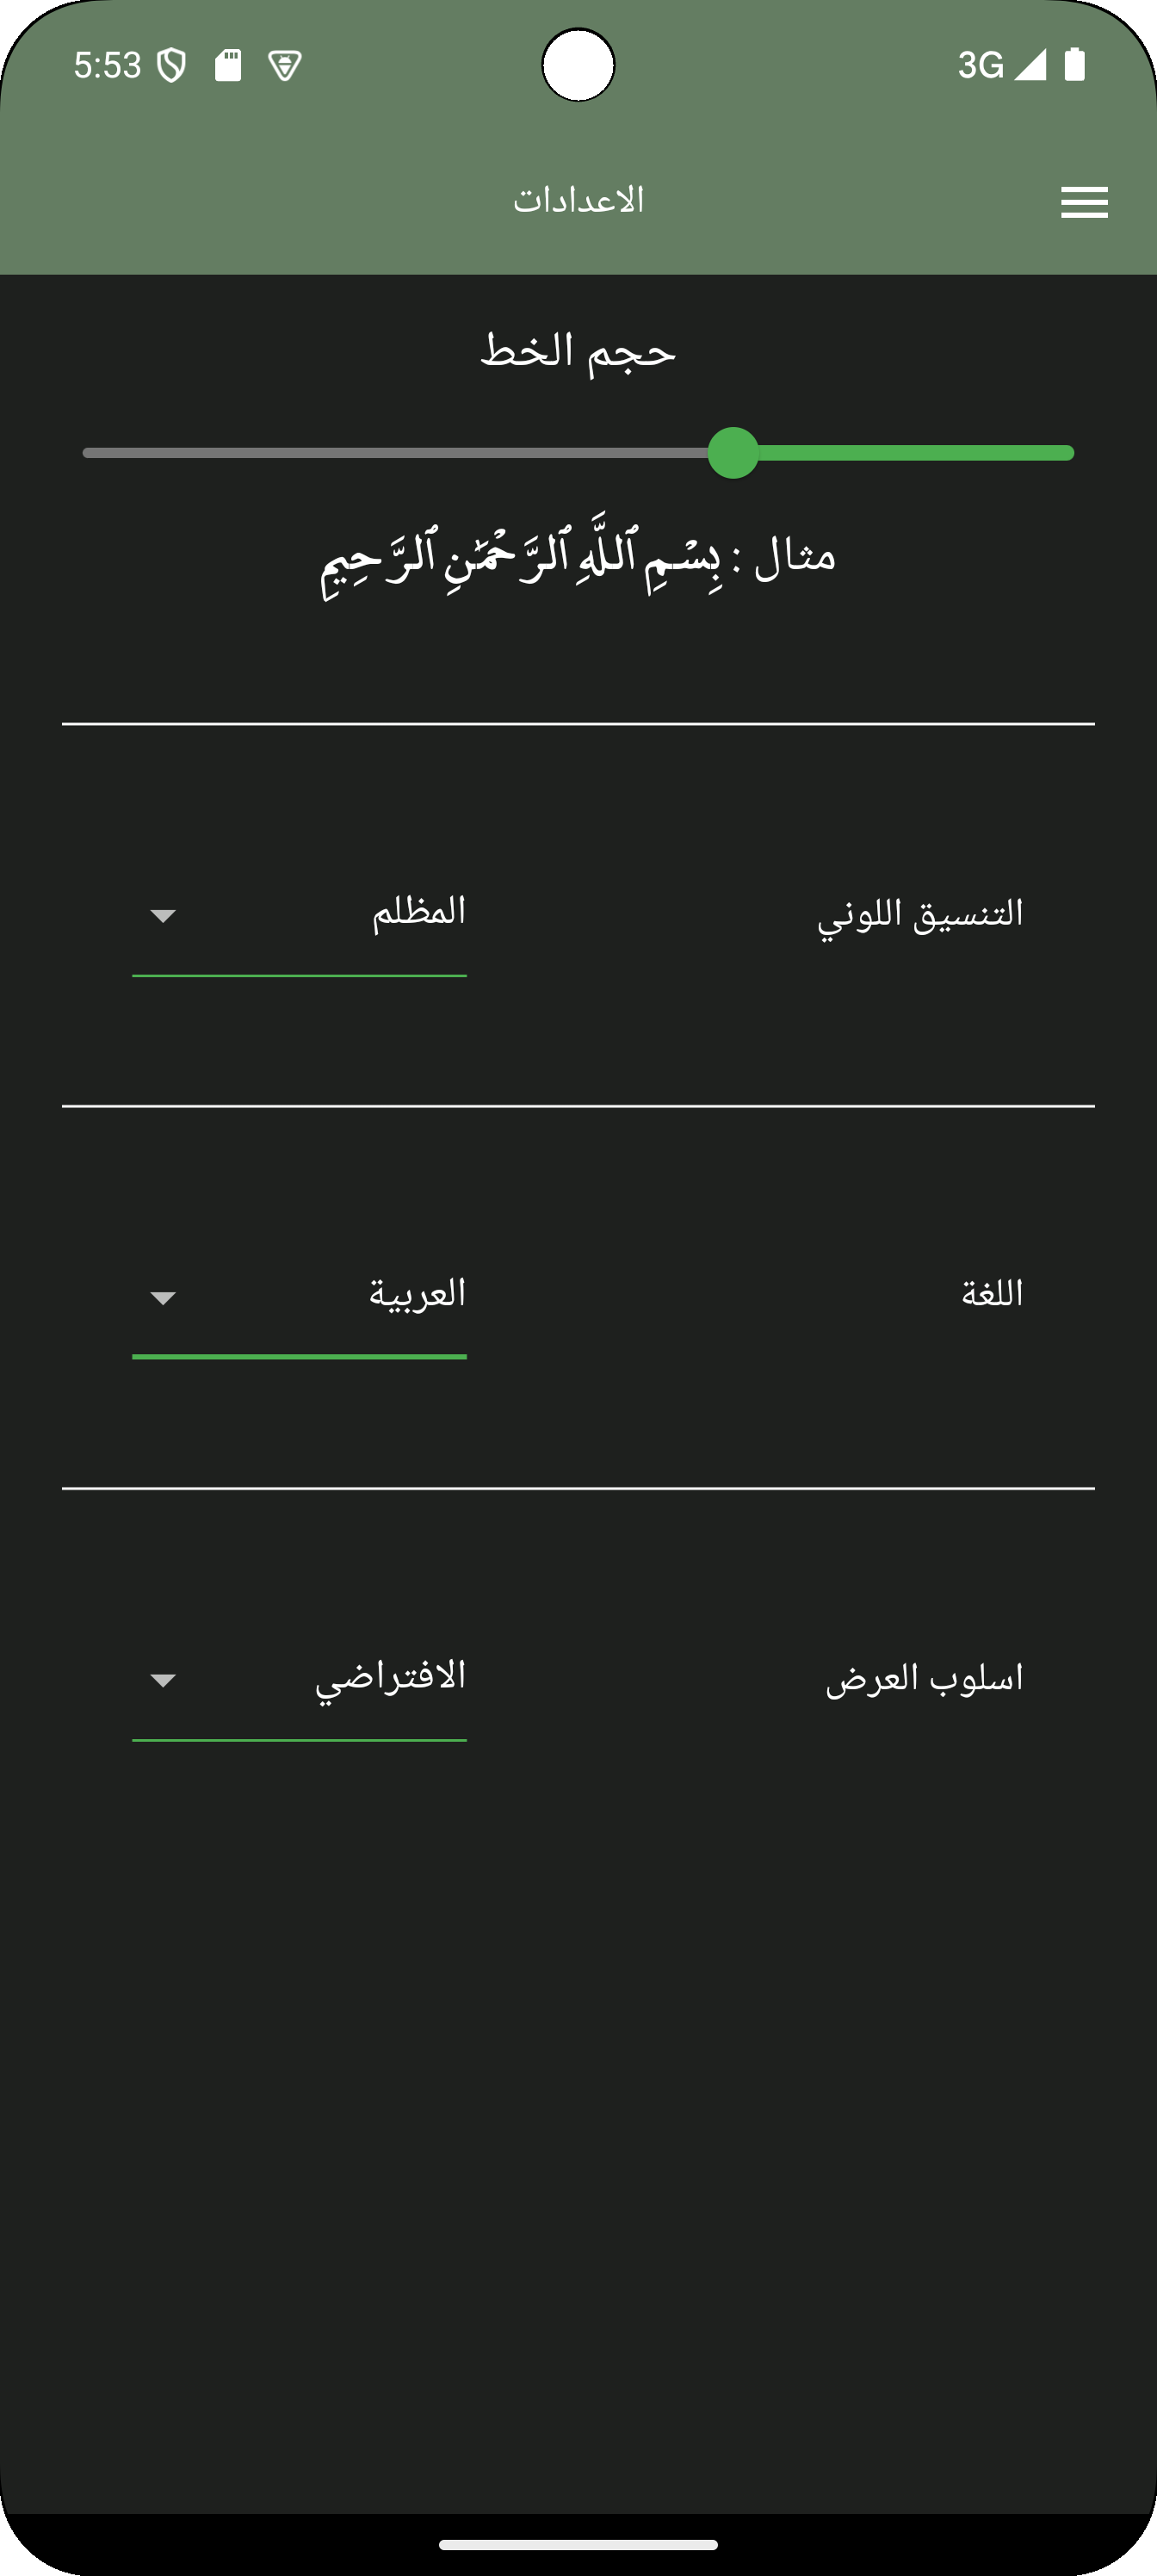 5:53 3G
الاعدادات
حجم الخط
مثال : بِسْمِ ٱللَّهِ ٱلرَّحْمَٰنِ ٱلرَّحِيمِ
التنسيق اللوني المظلم
اللغة العربية
اسلوب العرض الافتراضي